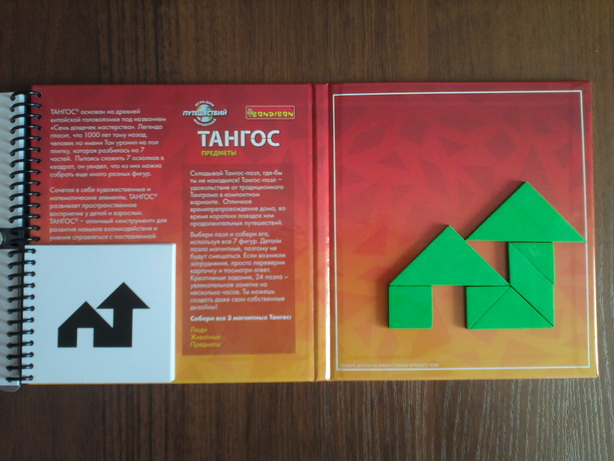 ТАНГОС® основан на древней
китайской головоломке под названием
«Семь дощечек мастерства». Легенда
гласит, что 1000 лет тому назад,
человек по имени Тан уронил на пол
плитку, которая разбилась на 7
частей. Пытаясь сложить 7 осколков в
квадрат, он увидел, что из них можно
собрать еще много разных фигур.
Сочетая в себе художественные и
математические элементы, ТАНГОС®
развивает пространственное
восприятие у детей и взрослых.
ТАНГОС® – отличный инструмент для
развития навыков взаимодействия и
умения справляться с поставленной
ПУТЕШЕСТВИЙ
BONDIBON
ТАНГОС
ПРЕДМЕТЫ
Складывай Тангос-пазл, где-бы
ты не находился! Тангос-пазл –
удовольствие от традиционного
Танграма в компактном
варианте. Отличное
времяпрепровождение дома, во
время коротких поездок или
продолжительных путешествий.
Выбери пазл и собери его,
используя все 7 фигур. Детали
пазла магнитные, поэтому не
будут смещаться. Если возникли
затруднения, просто переверни
карточку и посмотри ответ.
Креативные задания, 24 пазла –
увлекательное занятие на
несколько часов. Ты можешь
создать даже свои собственные
дизайны!
Собери все 3 магнитных Тангос:
Люди
Животные
Предметы